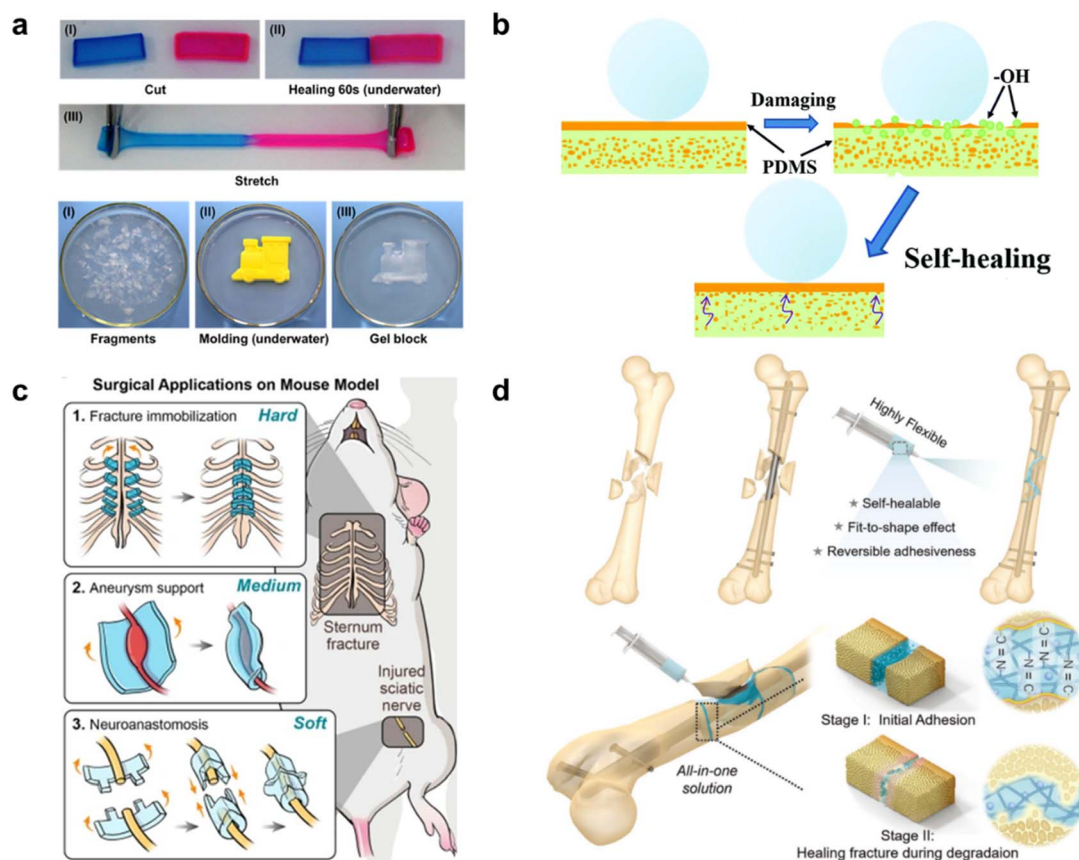 a
(I)
(II)
Cut
Healing 60s (underwater)
(III)
Stretch
(I)
(II)
(III)
Fragments
Molding (underwater)
Gel block
b
-OH
Damaging
PDMS
Self-healing
c
Surgical Applications on Mouse Model
1. Fracture immobilization
Hard
2. Aneurysm support
Medium
3. Neuroanastomosis
Soft
Sternum
fracture
Injured
sciatic
nerve
d
Highly Flexible
★ Self-healable
★ Fit-to-shape effect
★ Reversible adhesiveness
All-in-one
solution
Stage I: Initial Adhesion
C=N
C=N
C=N
C=N
Stage II:
Healing fracture during degradaion